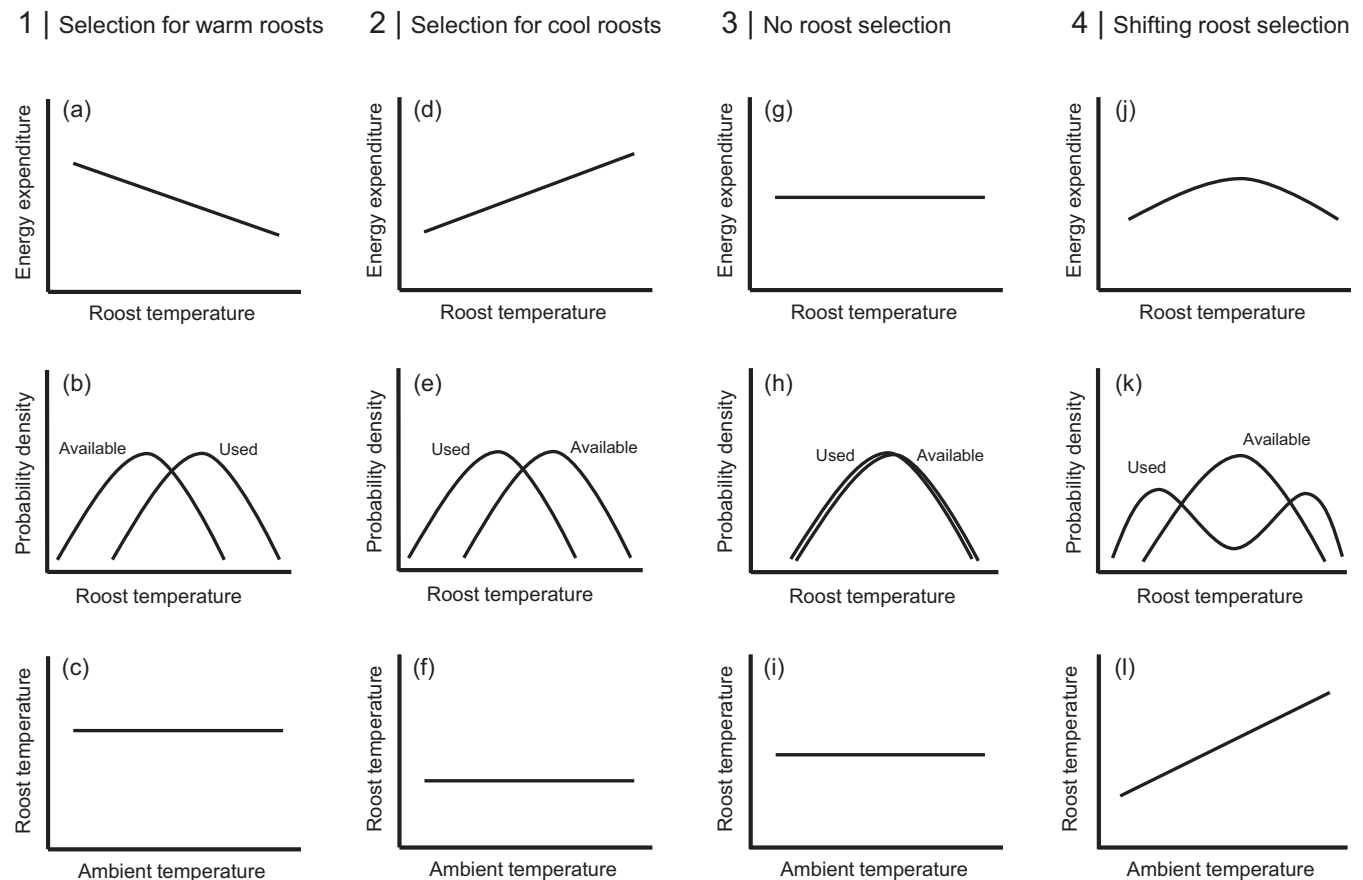 1 | Selection for warm roosts
2 | Selection for cool roosts
3 | No roost selection
4 | Shifting roost selection
(a)
Energy expenditure
Roost temperature
(d)
Energy expenditure
Roost temperature
(g)
Energy expenditure
Roost temperature
(j)
Energy expenditure
Roost temperature
(b)
Probability density
Available
Used
Roost temperature
(e)
Probability density
Used
Available
Roost temperature
(h)
Probability density
Used
Available
Roost temperature
(k)
Probability density
Used
Available
Roost temperature
(c)
Roost temperature
Ambient temperature
(f)
Roost temperature
Ambient temperature
(i)
Roost temperature
Ambient temperature
(l)
Roost temperature
Ambient temperature